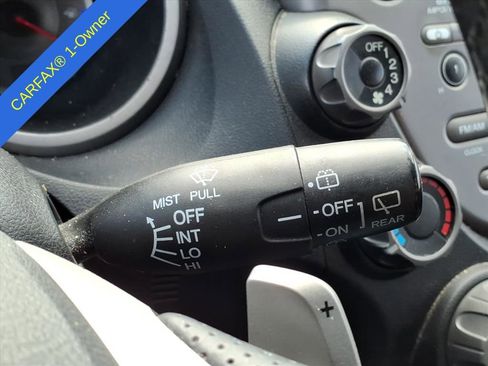 CARFAX® 1-Owner
OFF
1
2
3
4
FM/AM
CLOCK
MIST PULL
OFF
INT
LO
HI
OFF
ON
REAR
+